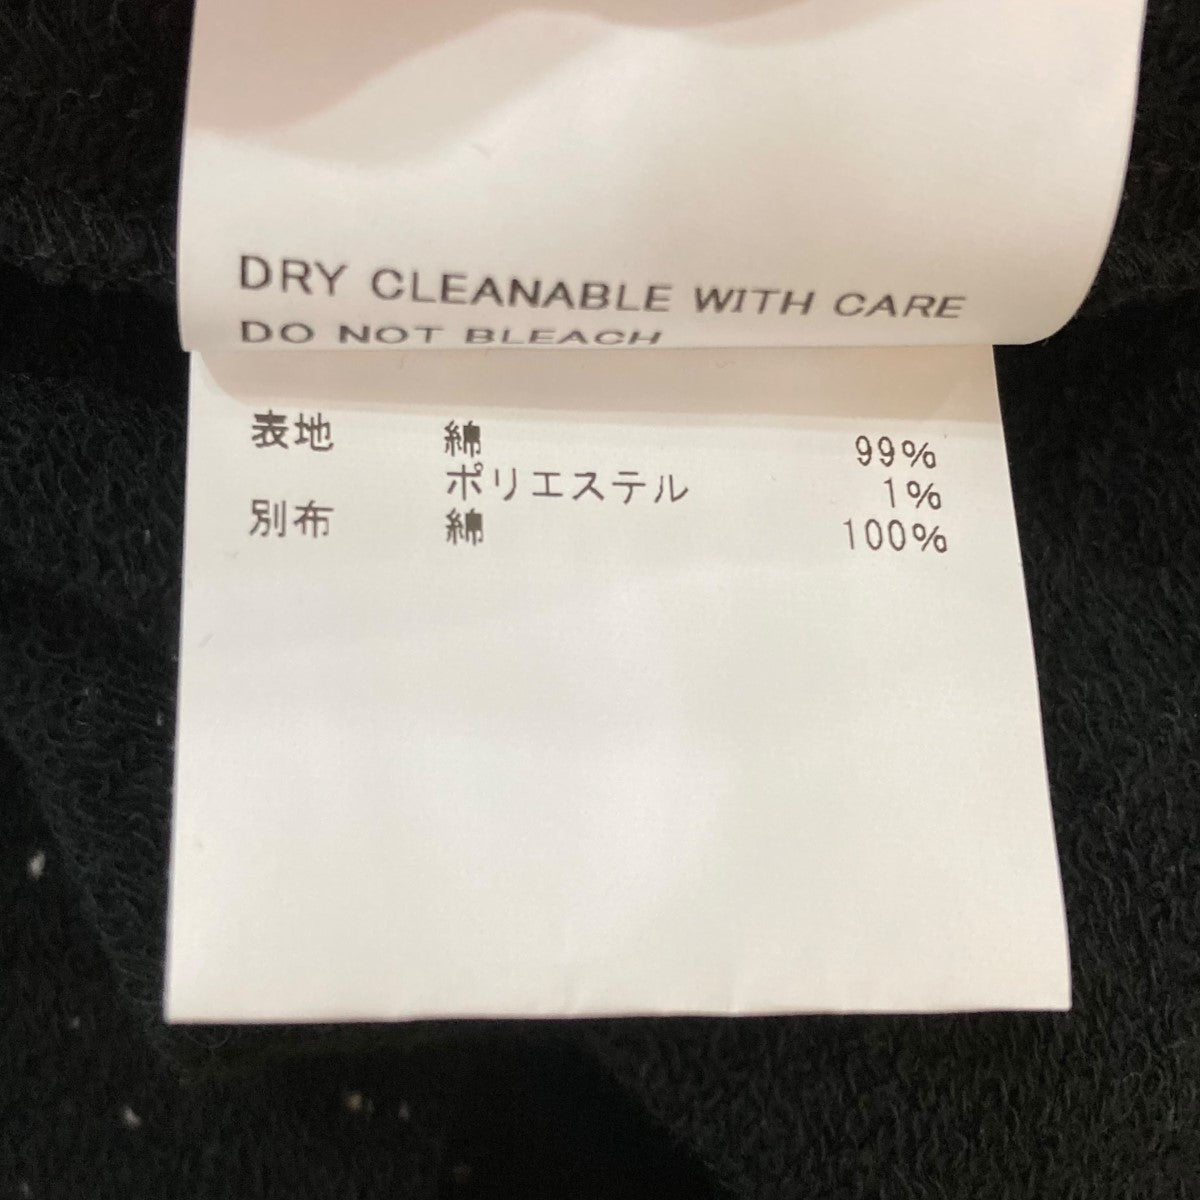 DRY CLEANABLE WITH CARE
DO NOT BLEACH
表地 綿 99%
ポリエステル 1%
別布 綿 100%